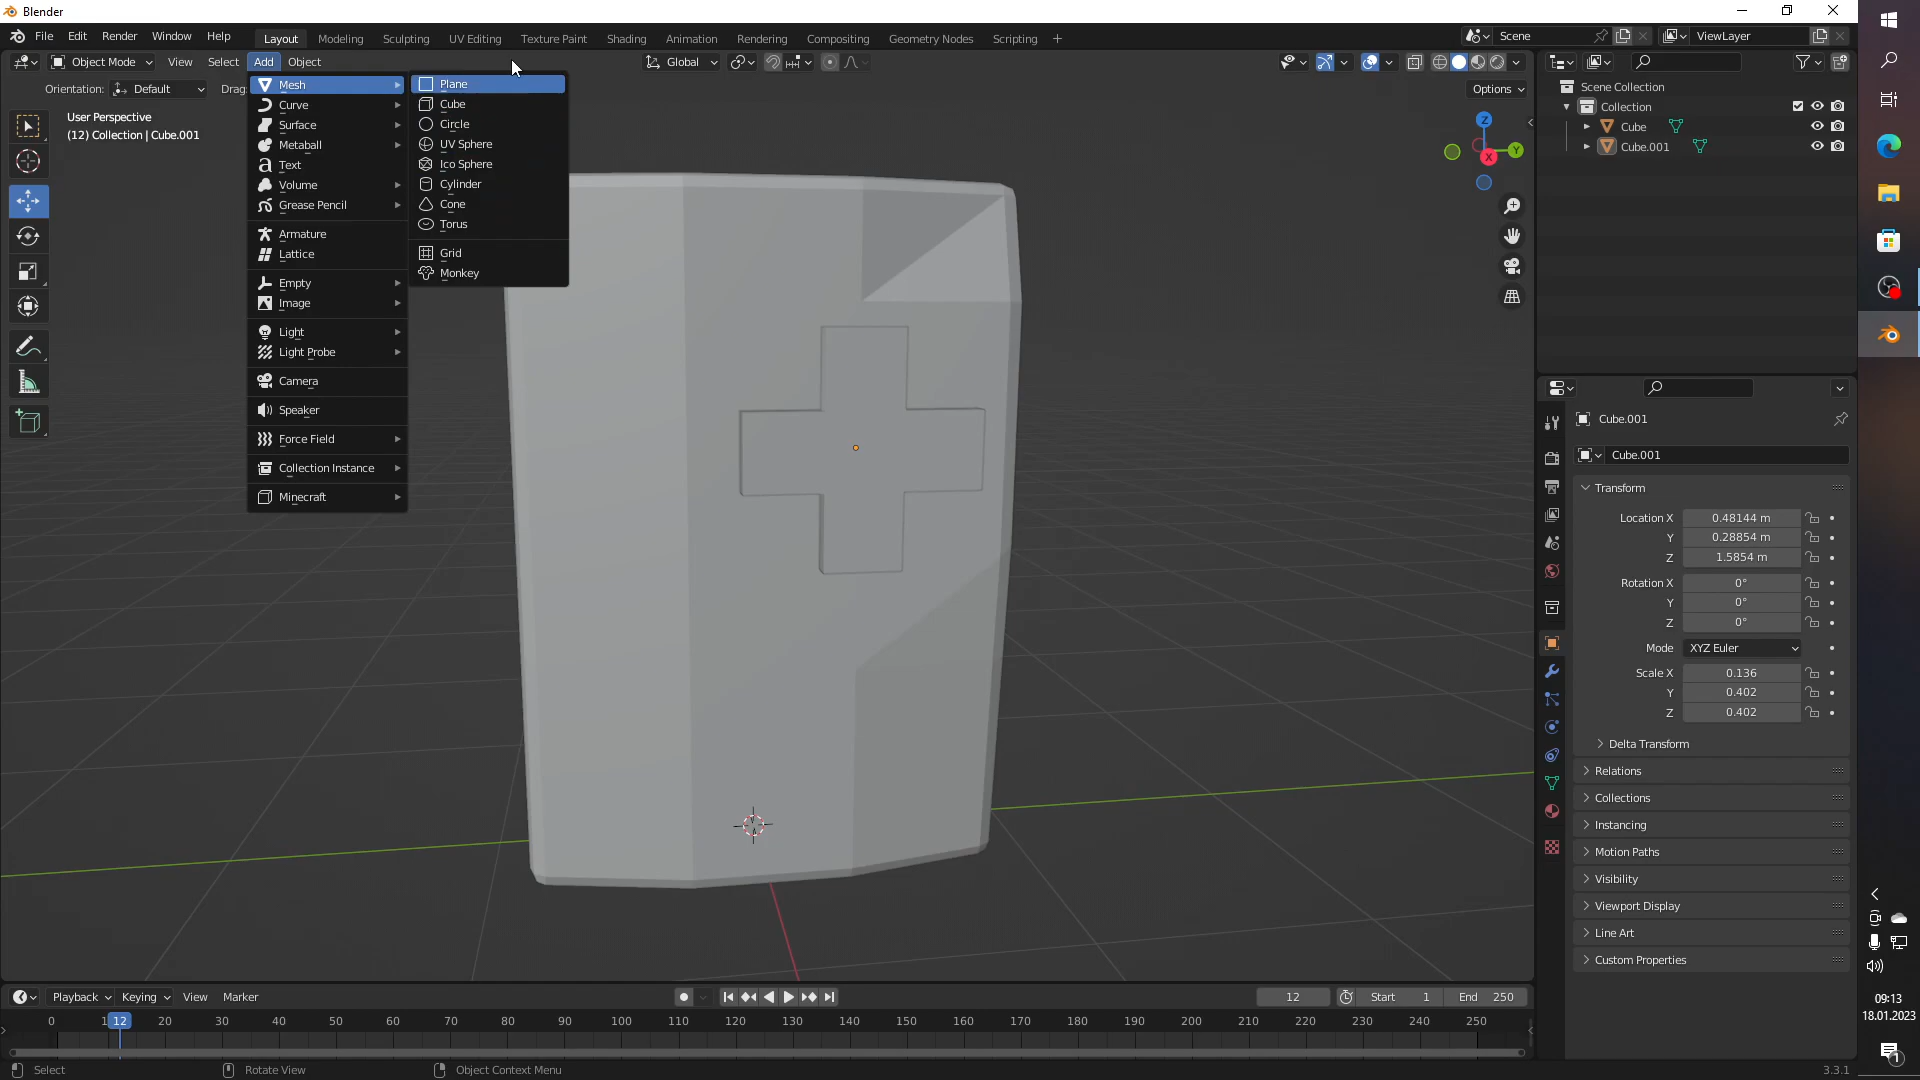 Blender
File Edit Render Window Help
Layout Modeling Sculpting UV Editing Texture Paint Shading Animation Rendering Compositing Geometry Nodes Scripting +
Scene
ViewLayer
Object Mode View Select Add Object
Global
Orientation: Default Drag:
Options
User Perspective
(12) Collection | Cube.001
Mesh
Curve
Surface
Metaball
Text
Volume
Grease Pencil
Armature
Lattice
Empty
Image
Light
Light Probe
Camera
Speaker
Force Field
Collection Instance
Minecraft
Plane
Cube
Circle
UV Sphere
Ico Sphere
Cylinder
Cone
Torus
Grid
Monkey
Z
Y
X
Scene Collection
Collection
Cube
Cube.001
Cube.001
Cube.001
Transform
Location X 0.48144 m
Y 0.28854 m
Z 1.5854 m
Rotation X 0°
Y 0°
Z 0°
Mode XYZ Euler
Scale X 0.136
Y 0.402
Z 0.402
Delta Transform
Relations
Collections
Instancing
Motion Paths
Visibility
Viewport Display
Line Art
Custom Properties
Playback Keying View Marker
12 Start 1 End 250
0 1 12 20 30 40 50 60 70 80 90 100 110 120 130 140 150 160 170 180 190 200 210 220 230 240 250
Select Rotate View Object Context Menu
3.3.1
09:13
18.01.2023
1